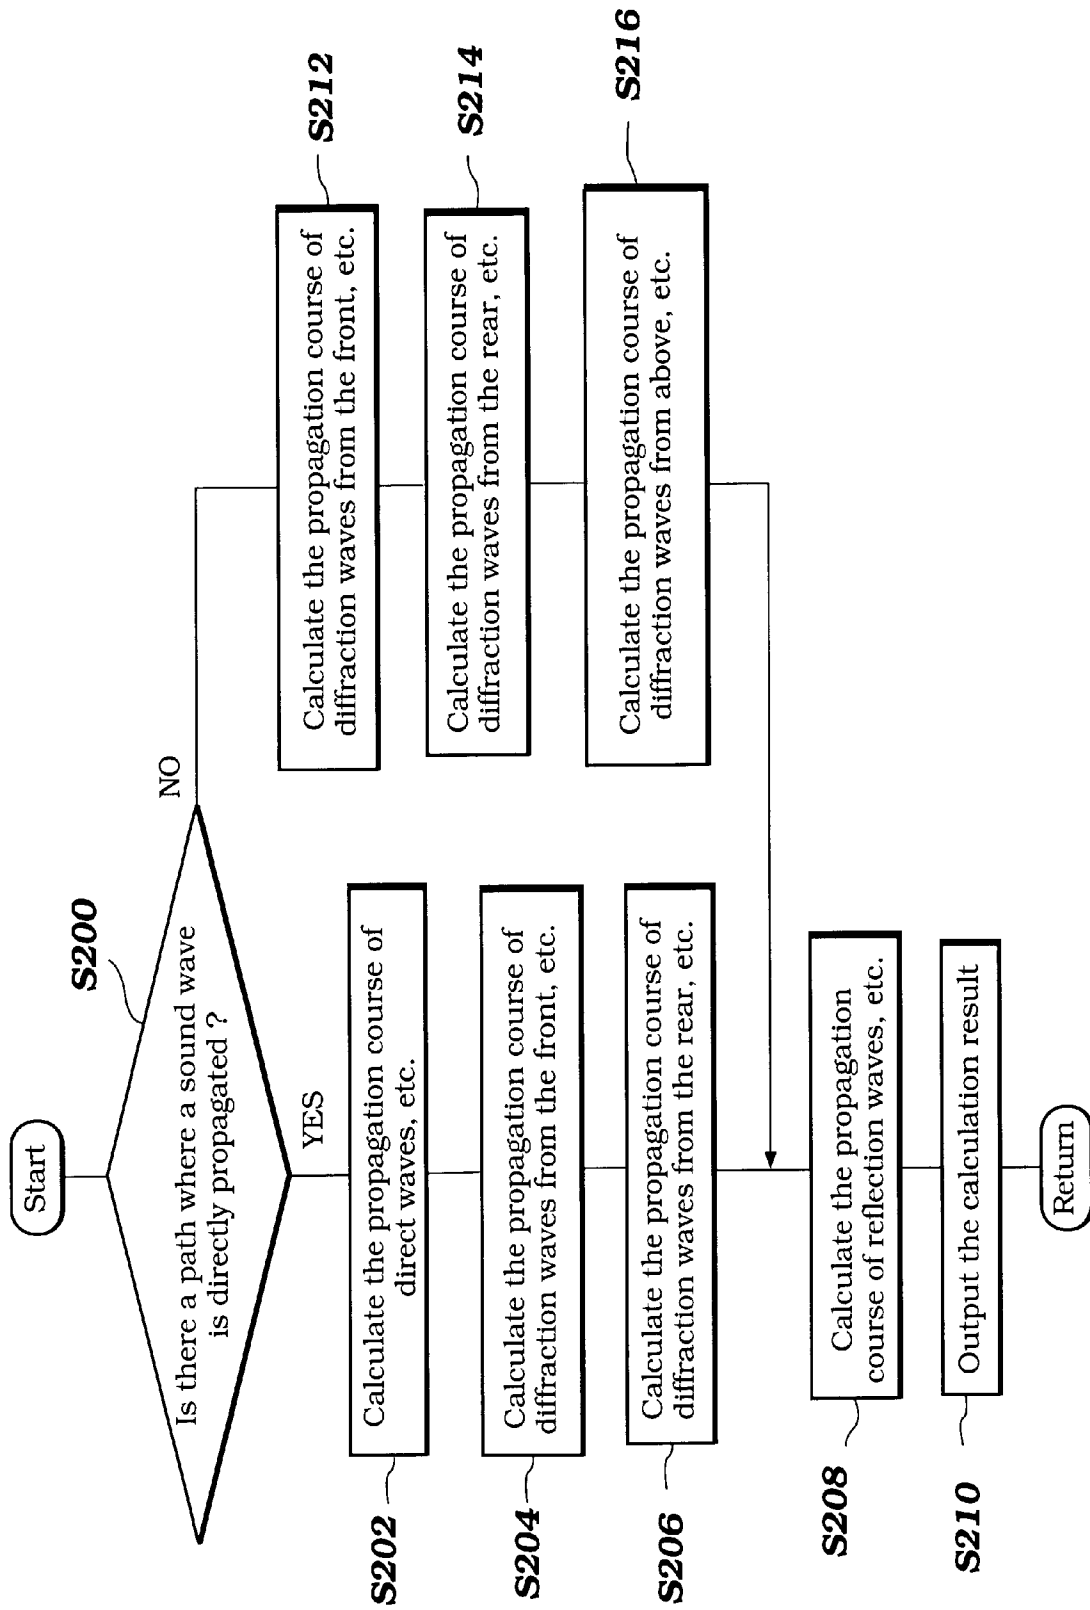 Start
S200
Is there a path where a sound wave
is directly propagated ?
YES
NO
S202
Calculate the propagation course of
direct waves, etc.
S204
Calculate the propagation course of
diffraction waves from the front, etc.
S206
Calculate the propagation course of
diffraction waves from the rear, etc.
S212
Calculate the propagation course of
diffraction waves from the front, etc.
S214
Calculate the propagation course of
diffraction waves from the rear, etc.
S216
Calculate the propagation course of
diffraction waves from above, etc.
S208
Calculate the propagation
course of reflection waves, etc.
S210
Output the calculation result
Return